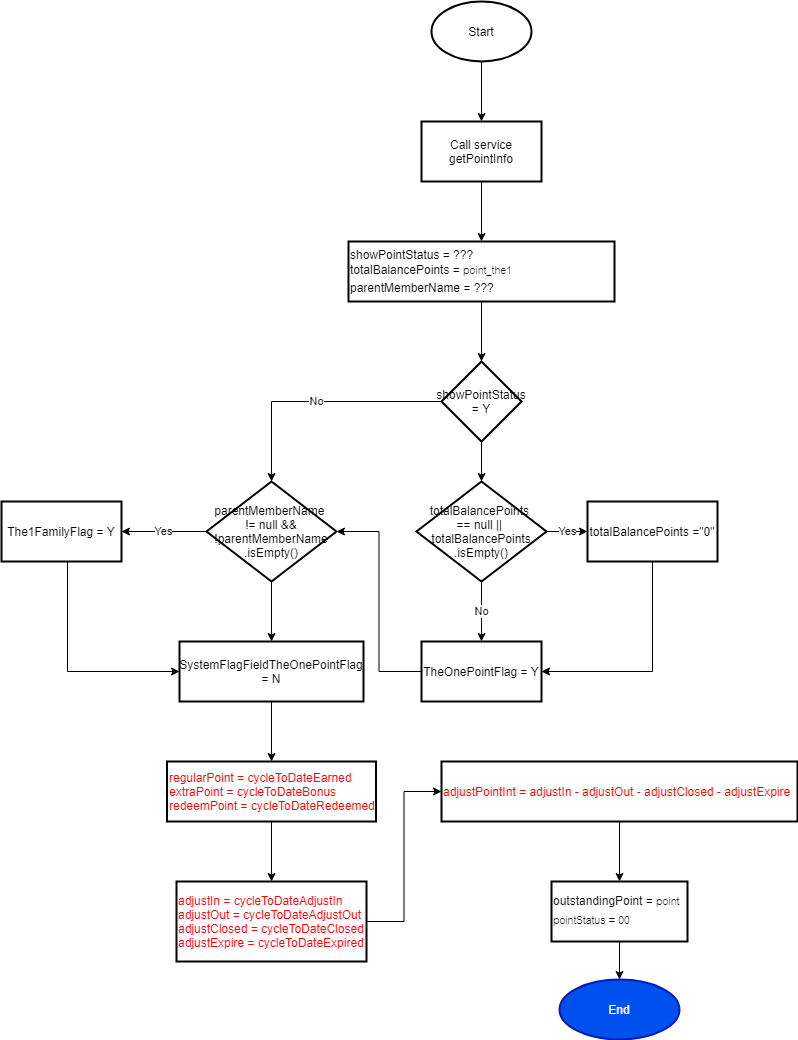 Start
Call service
getPointInfo
showPointStatus = ???
totalBalancePoints = point_the1
parentMemberName = ???
showPointStatus
= Y
No
parentMemberName
!= null &&
!parentMemberName
.isEmpty()
totalBalancePoints
== null ||
totalBalancePoints
.isEmpty()
Yes
The1FamilyFlag = Y
Yes
totalBalancePoints ="0"
No
SystemFlagFieldTheOnePointFlag
= N
TheOnePointFlag = Y
regularPoint = cycleToDateEarned
extraPoint = cycleToDateBonus
redeemPoint = cycleToDateRedeemed
adjustPointInt = adjustIn - adjustOut - adjustClosed - adjustExpire
adjustIn = cycleToDateAdjustIn
adjustOut = cycleToDateAdjustOut
adjustClosed = cycleToDateClosed
adjustExpire = cycleToDateExpired
outstandingPoint = point
pointStatus = 00
End